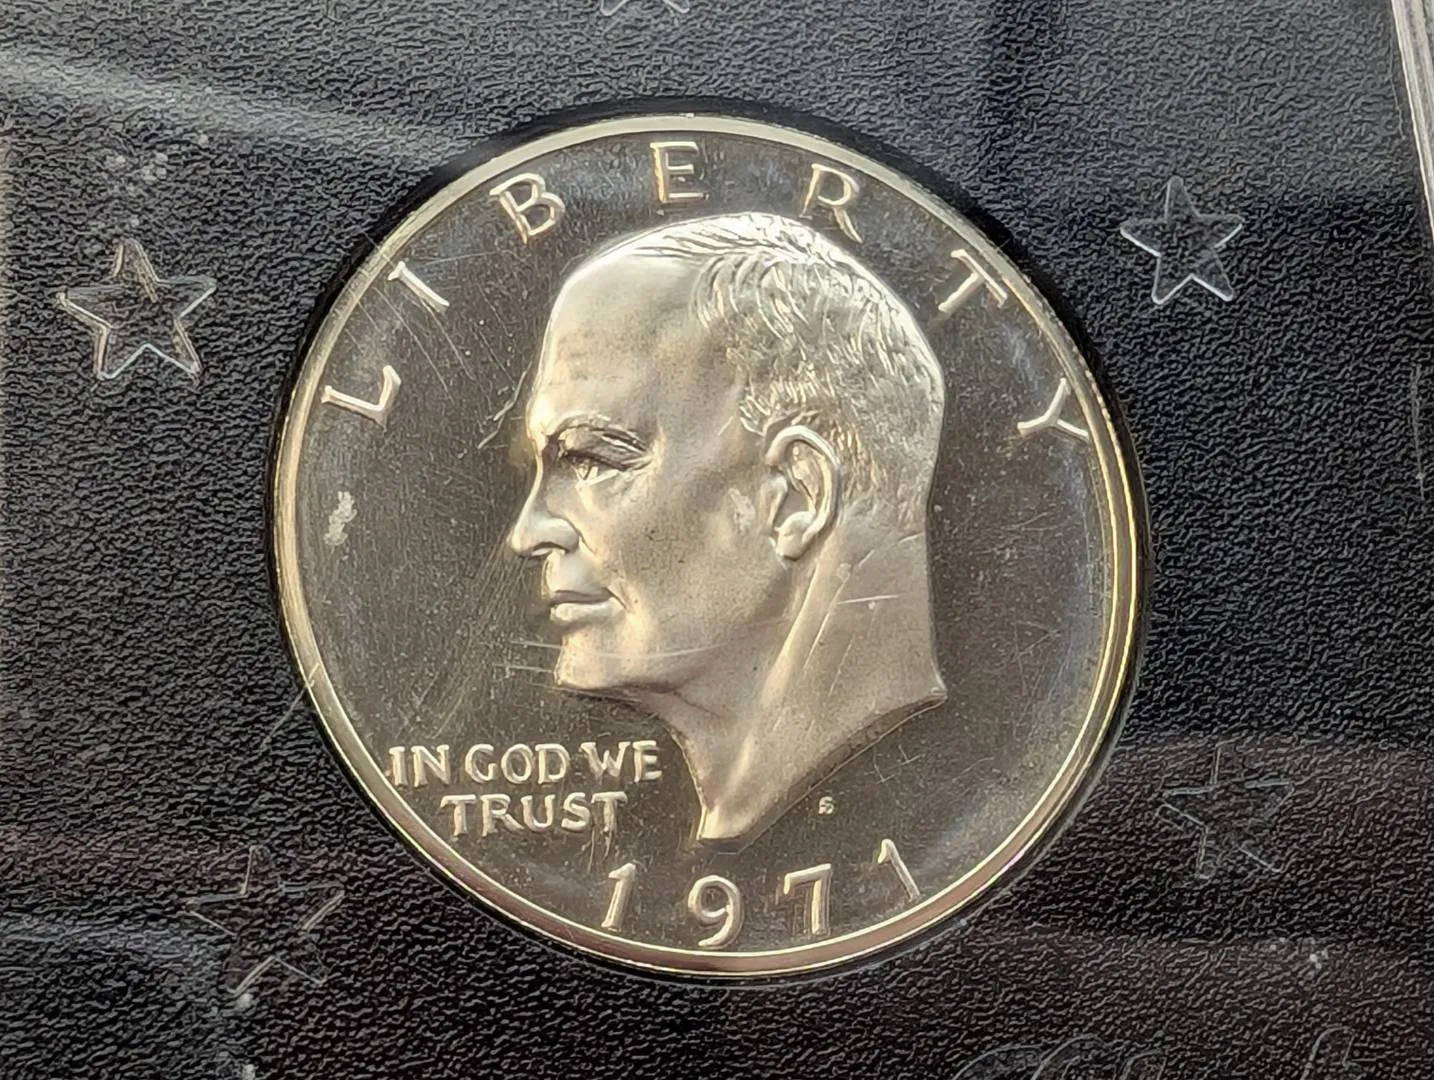 LIBERTY
IN GOD WE
TRUST
S
1971